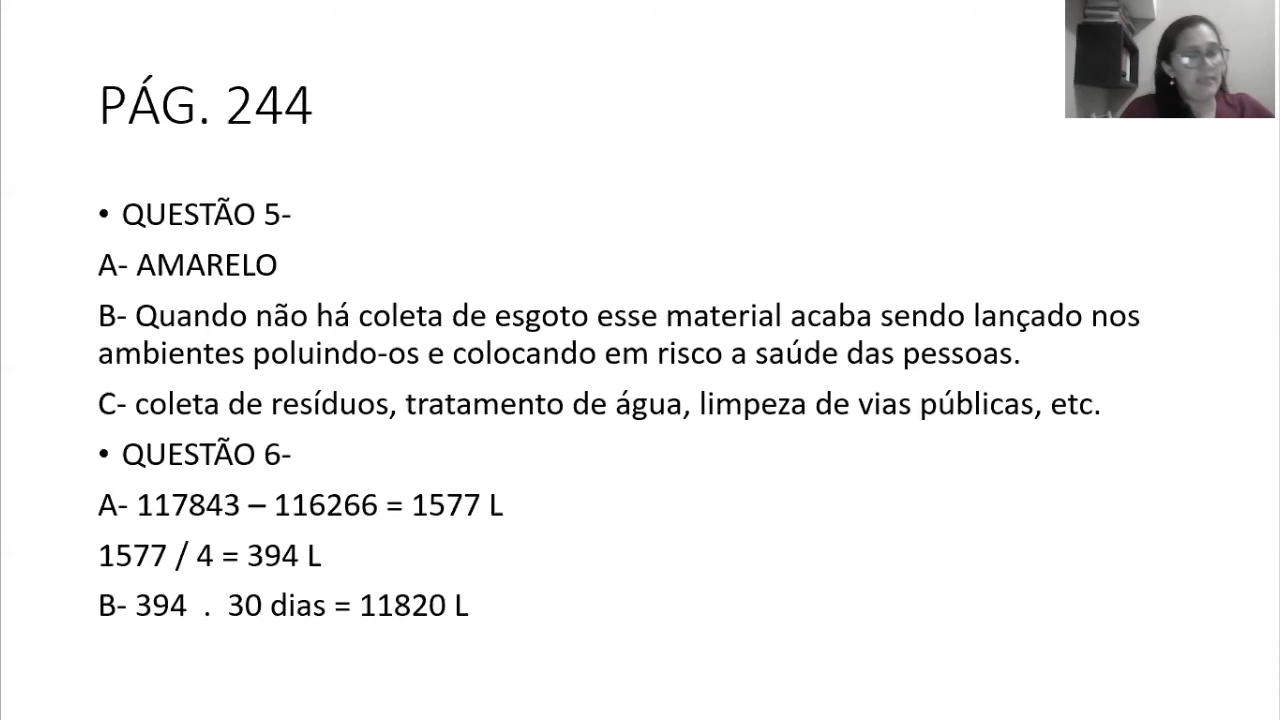 PÁG. 244
• QUESTÃO 5-
A- AMARELO
B- Quando não há coleta de esgoto esse material acaba sendo lançado nos
ambientes poluindo-os e colocando em risco a saúde das pessoas.
C- coleta de resíduos, tratamento de água, limpeza de vias públicas, etc.
• QUESTÃO 6-
A- 117843 – 116266 = 1577 L
1577 / 4 = 394 L
B- 394 . 30 dias = 11820 L